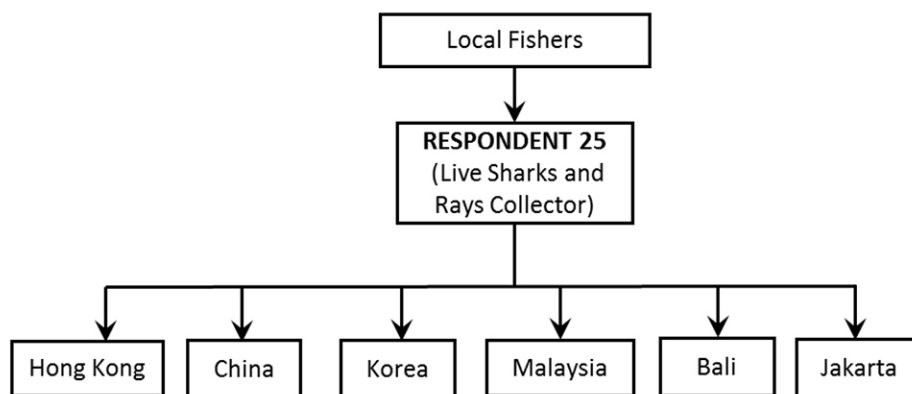 Local Fishers
RESPONDENT 25
(Live Sharks and
Rays Collector)
Hong Kong
China
Korea
Malaysia
Bali
Jakarta